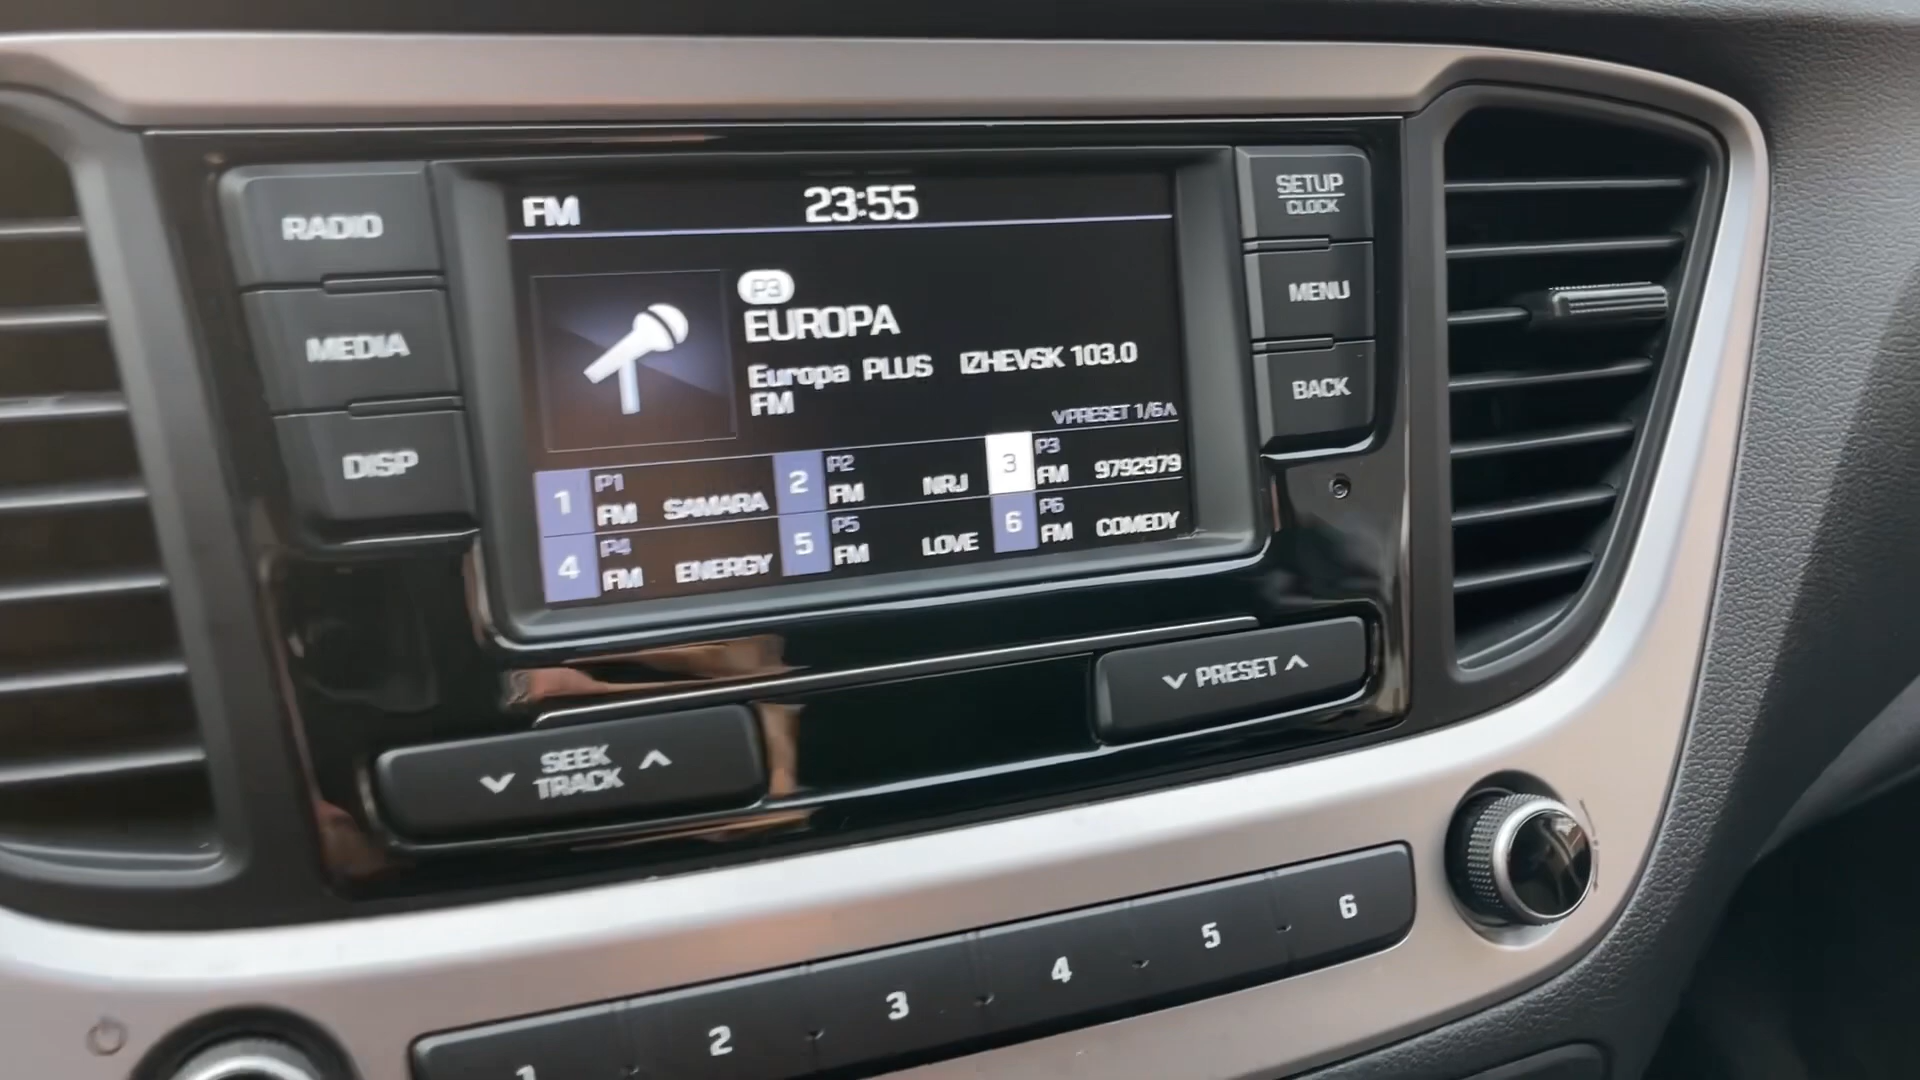 FM 23:55
P3
EUROPA
Europa PLUS IZHEVSK 103.0
FM
∨PRESET 1/6∧
1 P1 FM SAMARA 2 P2 FM NRJ 3 P3 FM 9792979
4 P4 FM ENERGY 5 P5 FM LOVE 6 P6 FM COMEDY
RADIO
MEDIA
DISP
SETUP
CLOCK
MENU
BACK
∨ SEEK ∧
TRACK
∨ PRESET ∧
1 2 3 4 5 6